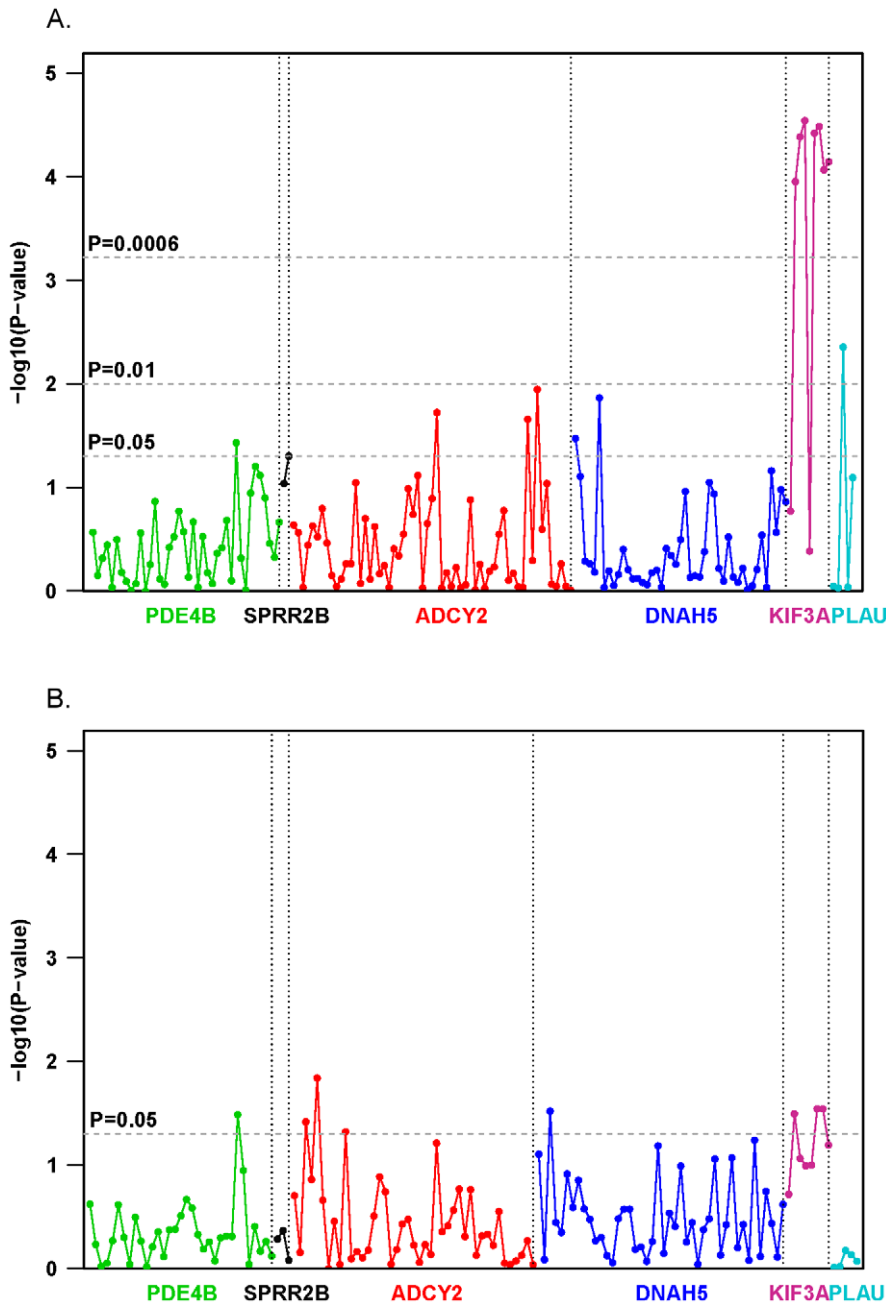 A.
5
4
P=0.0006
3
−log10(P−value)
P=0.01
2
P=0.05
1
0
PDE4B SPRR2B ADCY2 DNAH5 KIF3A PLAU
B.
5
4
3
−log10(P−value)
2
P=0.05
1
0
PDE4B SPRR2B ADCY2 DNAH5 KIF3A PLAU